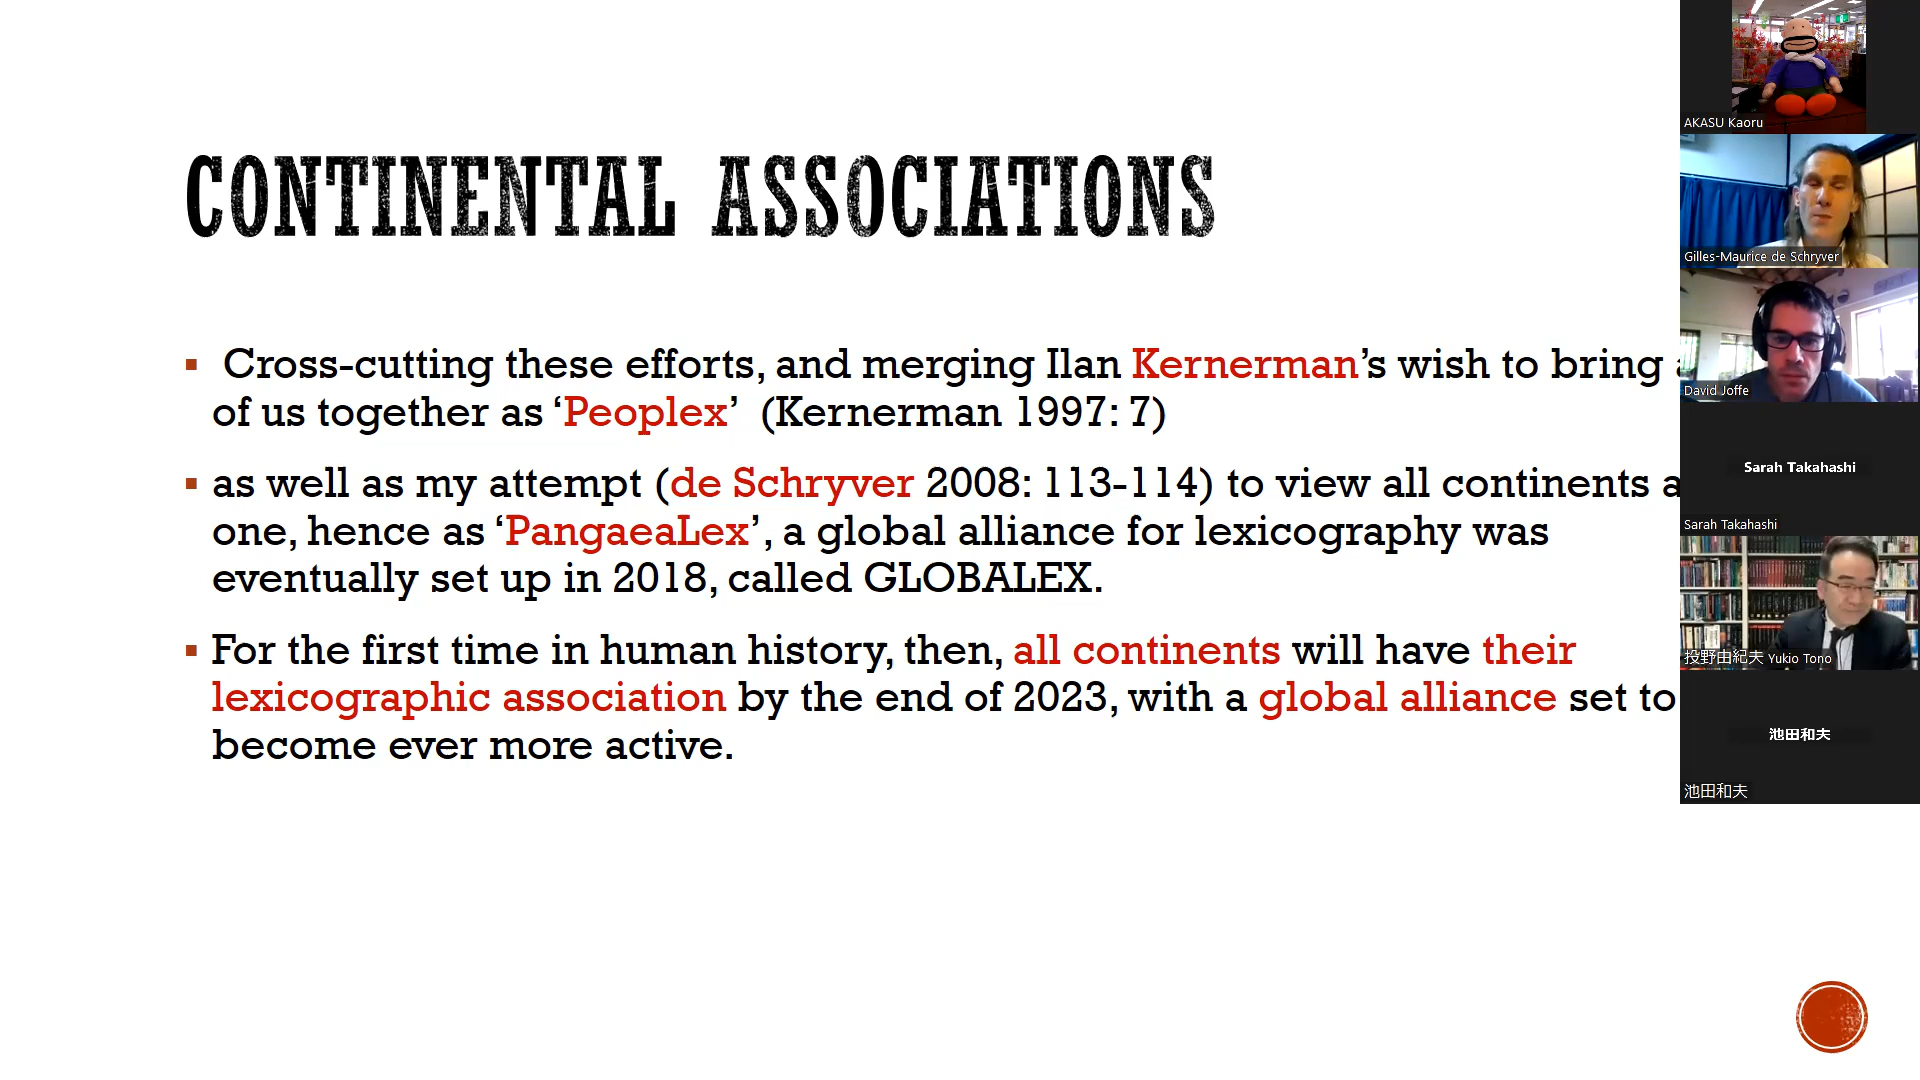 CONTINENTAL ASSOCIATIONS
▪ Cross-cutting these efforts, and merging Ilan Kernerman’s wish to bring
of us together as ‘Peoplex’ (Kernerman 1997: 7)
▪ as well as my attempt (de Schryver 2008: 113-114) to view all continents
one, hence as ‘PangaeaLex’, a global alliance for lexicography was
eventually set up in 2018, called GLOBALEX.
▪ For the first time in human history, then, all continents will have their
lexicographic association by the end of 2023, with a global alliance set to
become ever more active.
AKASU Kaoru
Gilles-Maurice de Schryver
David Joffe
Sarah Takahashi
Sarah Takahashi
投野由紀夫 Yukio Tono
池田和夫
池田和夫